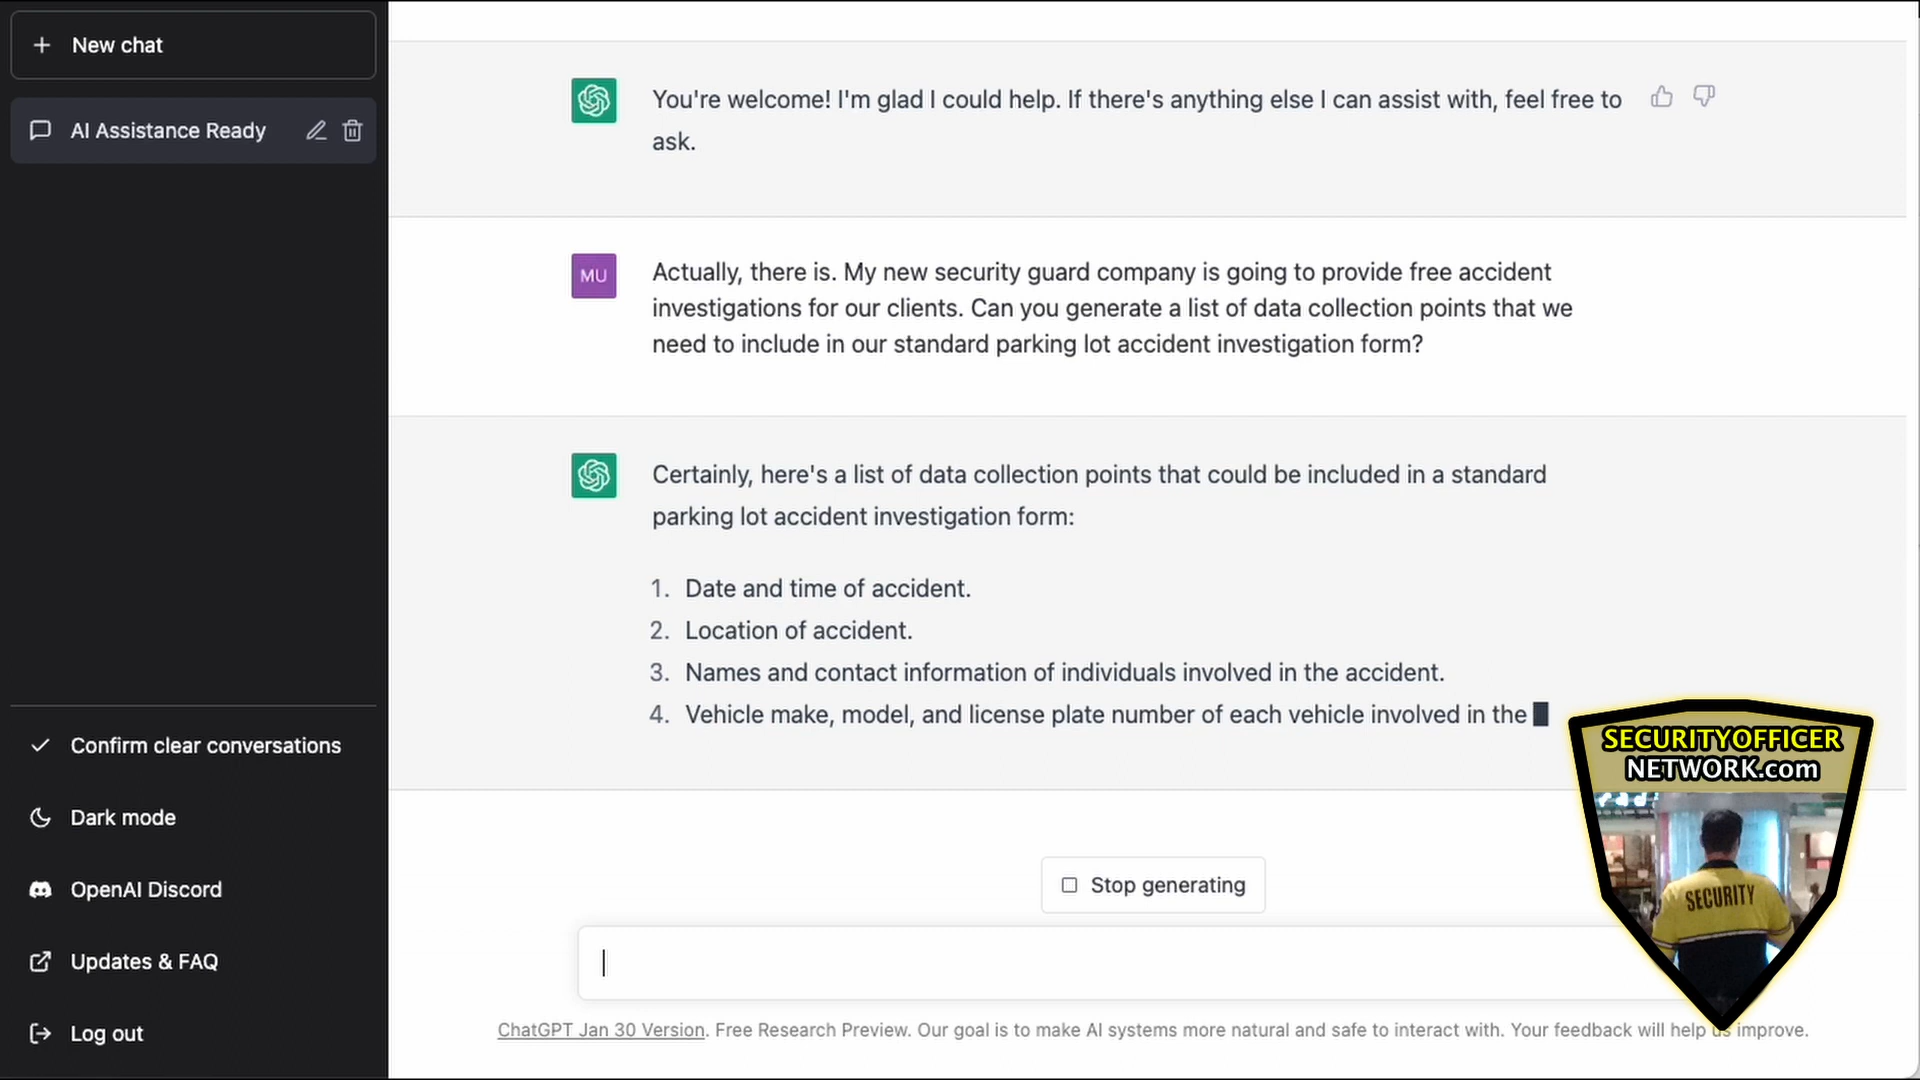 New chat
AI Assistance Ready
You're welcome! I'm glad I could help. If there's anything else I can assist with, feel free to
ask.
MU
Actually, there is. My new security guard company is going to provide free accident
investigations for our clients. Can you generate a list of data collection points that we
need to include in our standard parking lot accident investigation form?
Certainly, here's a list of data collection points that could be included in a standard
parking lot accident investigation form:
1. Date and time of accident.
2. Location of accident.
3. Names and contact information of individuals involved in the accident.
4. Vehicle make, model, and license plate number of each vehicle involved in the
Confirm clear conversations
Dark mode
OpenAI Discord
Updates & FAQ
Log out
Stop generating
ChatGPT Jan 30 Version. Free Research Preview. Our goal is to make AI systems more natural and safe to interact with. Your feedback will help us improve.
SECURITYOFFICER
NETWORK.com
SECURITY